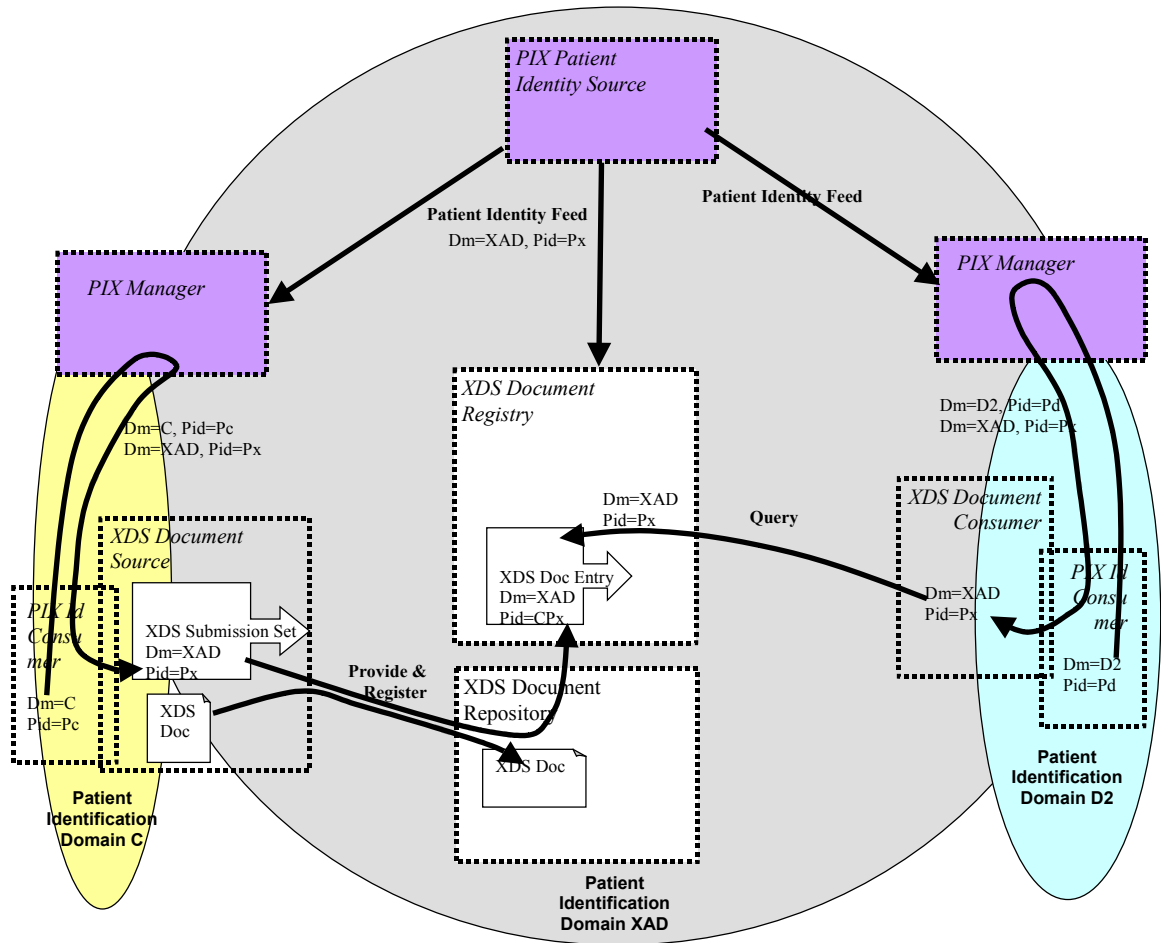 PIX Patient
Identity Source
Patient Identity Feed
Dm=XAD, Pid=Px
Patient Identity Feed
PIX Manager
PIX Manager
Dm=C, Pid=Pc
Dm=XAD, Pid=Px
XDS Document
Registry
Dm=XAD
Pid=Px
XDS Doc Entry
Dm=XAD
Pid=CPx
Query
Dm=D2, Pid=Pd
Dm=XAD, Pid=Px
XDS Document
Consumer
Dm=XAD
Pid=Px
PIX Id
Consu
mer
Dm=D2
Pid=Pd
Patient
Identification
Domain D2
XDS Document
Source
PIX Id
Consu
mer
Dm=C
Pid=Pc
XDS Submission Set
Dm=XAD
Pid=Px
XDS
Doc
Provide &
Register
XDS Document
Repository
XDS Doc
Patient
Identification
Domain C
Patient
Identification
Domain XAD